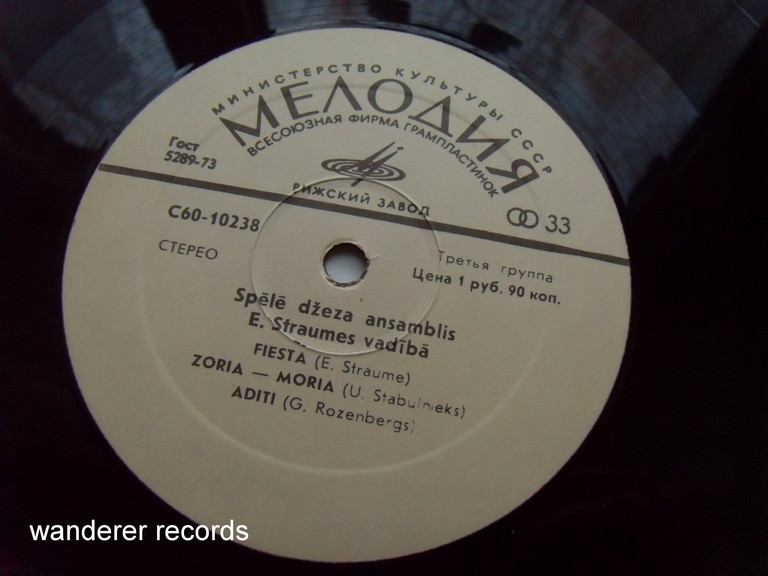 МИНИСТЕРСТВО КУЛЬТУРЫ СССР
МЕЛОДИЯ
ВСЕСОЮЗНАЯ ФИРМА ГРАМПЛАСТИНОК
Гост
5289-73
РИЖСКИЙ ЗАВОД
33
С60-10238
СТЕРЕО
Третья группа
Цена 1 руб. 90 коп.
Spēlē džeza ansamblis
E. Straumes vadībā
FIESTA (E. Straume)
ZORIA — MORIA (U. Stabulnieks)
ADITI (G. Rozenbergs)
wanderer records